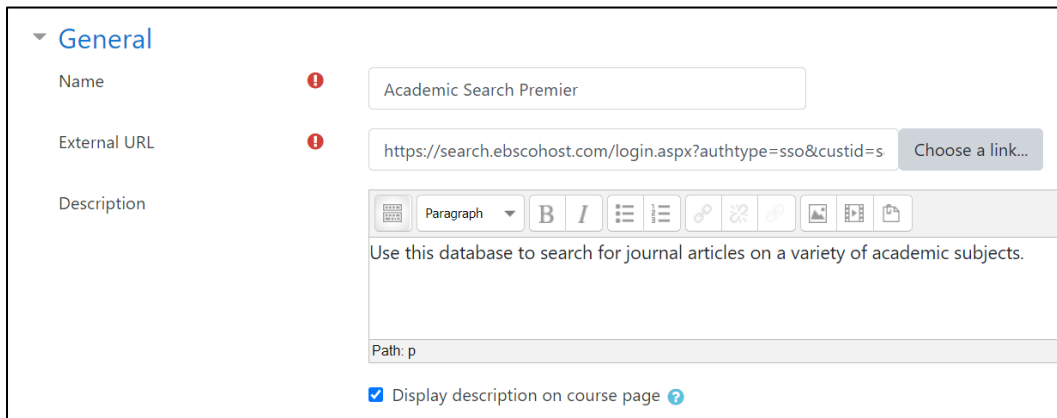 General
Name
Academic Search Premier
External URL
https://search.ebscohost.com/login.aspx?authtype=sso&custid=s
Choose a link...
Description
Paragraph B I
Use this database to search for journal articles on a variety of academic subjects.
Path: p
Display description on course page